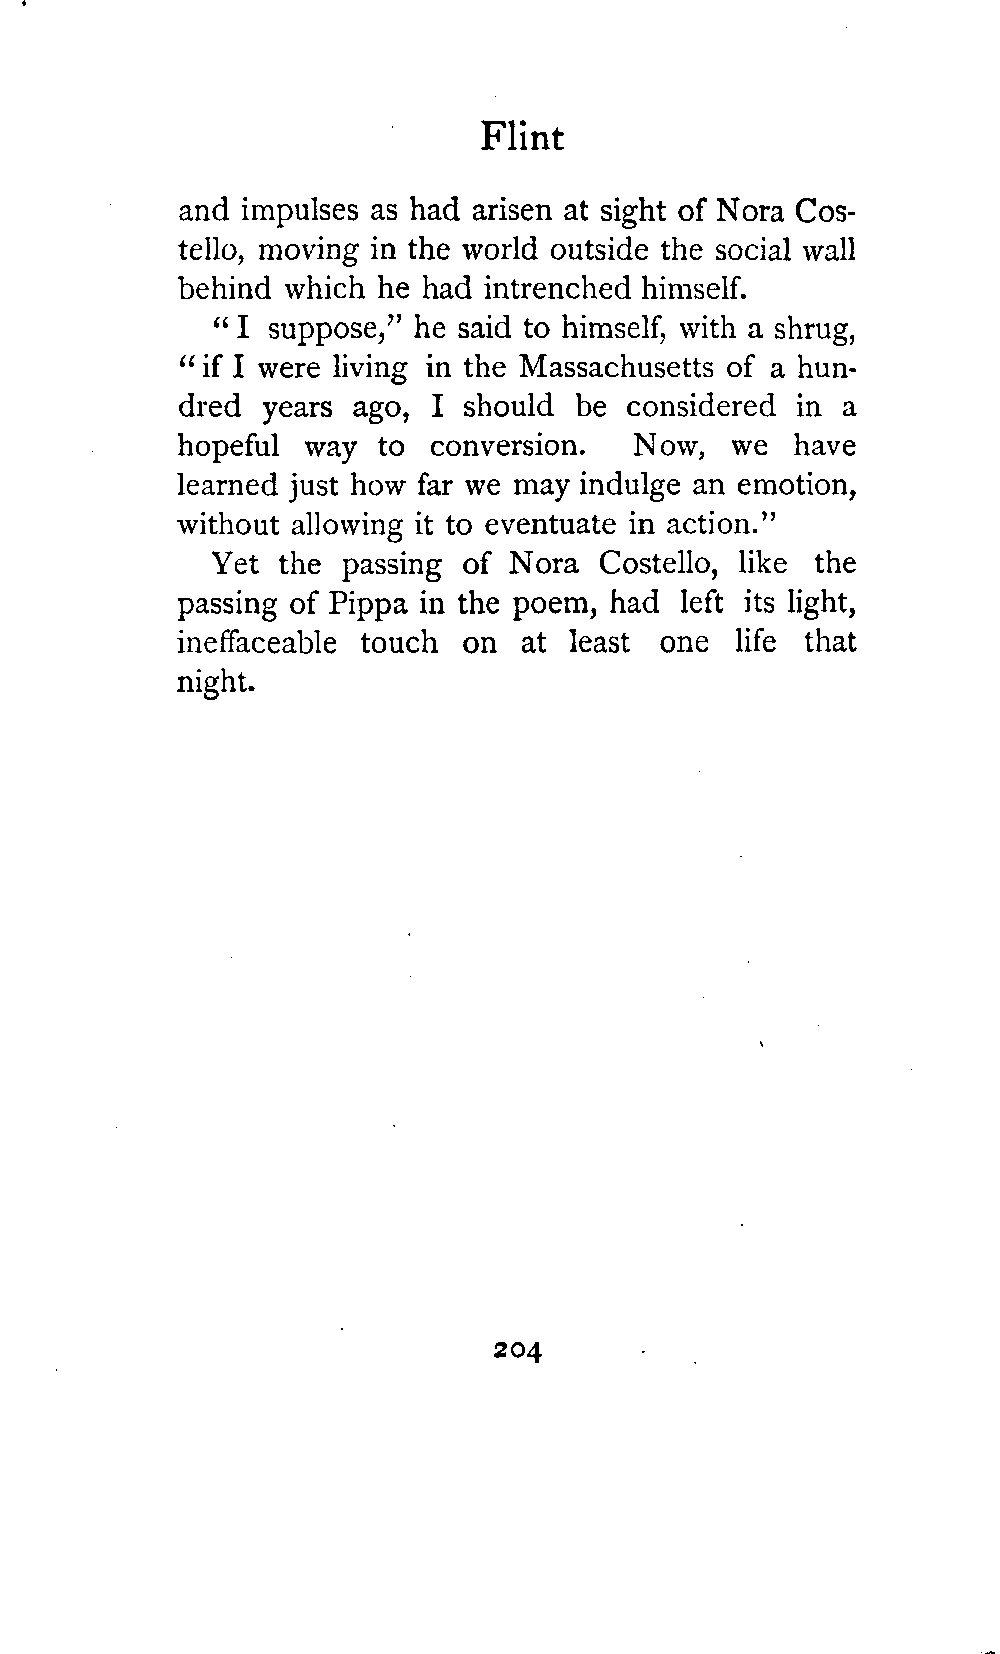 Flint
and impulses as had arisen at sight of Nora Cos-
tello, moving in the world outside the social wall
behind which he had intrenched himself.
“I suppose,” he said to himself, with a shrug,
“if I were living in the Massachusetts of a hun-
dred years ago, I should be considered in a
hopeful way to conversion. Now, we have
learned just how far we may indulge an emotion,
without allowing it to eventuate in action.”
Yet the passing of Nora Costello, like the
passing of Pippa in the poem, had left its light,
ineffaceable touch on at least one life that
night.
204